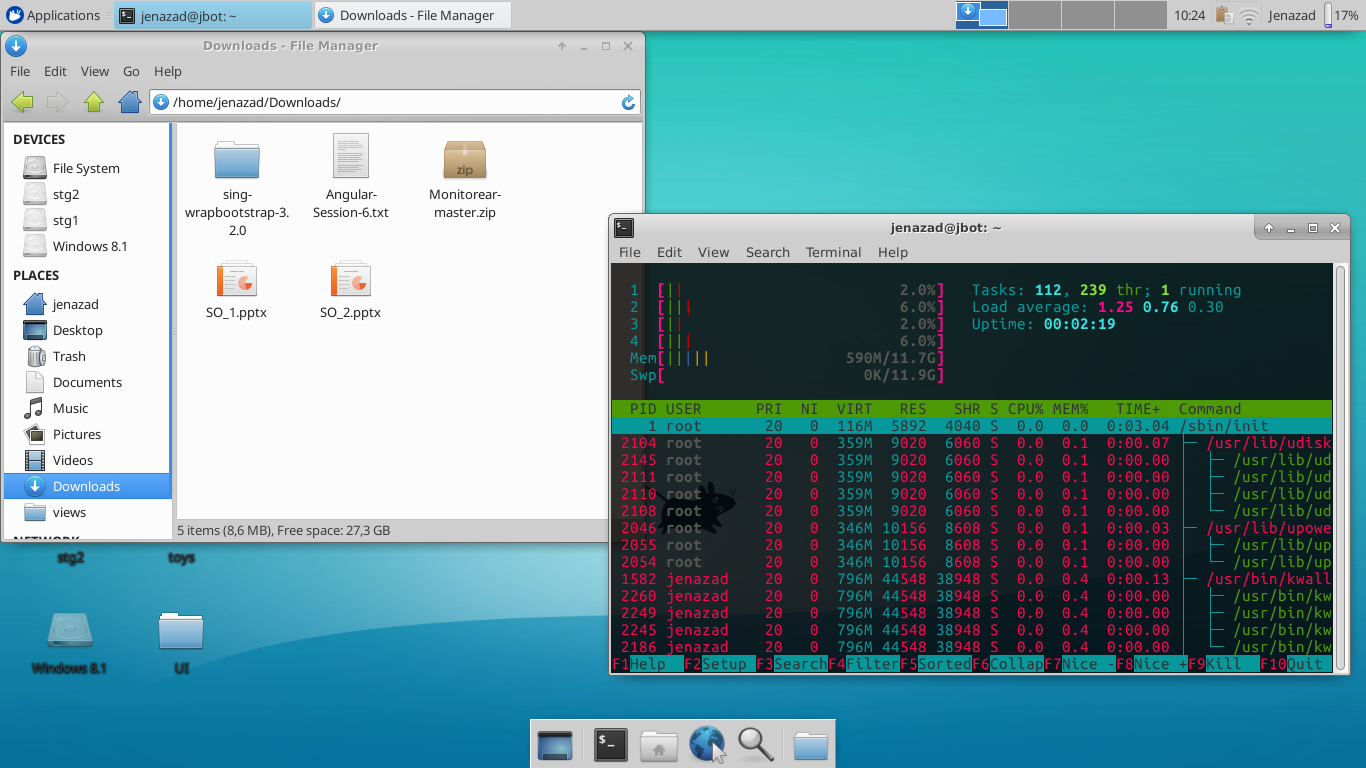 Applications
jenazad@jbot: ~
Downloads - File Manager
10:24
Jenazad
17%
Downloads - File Manager
File Edit View Go Help
/home/jenazad/Downloads/
DEVICES
File System
stg2
stg1
Windows 8.1
PLACES
jenazad
Desktop
Trash
Documents
Music
Pictures
Videos
Downloads
views
NETWORK
sing-
wrapbootstrap-3.
2.0
Angular-
Session-6.txt
zip
Monitorear-
master.zip
SO_1.pptx
SO_2.pptx
5 items (8,6 MB), Free space: 27,3 GB
stg2
toys
Windows 8.1
UI
jenazad@jbot: ~
File Edit View Search Terminal Help
1 [|| 2.0%] Tasks: 112, 239 thr; 1 running
2 [||| 6.0%] Load average: 1.25 0.76 0.30
3 [|| 2.0%] Uptime: 00:02:19
4 [||| 6.0%]
Mem[||||| 590M/11.7G]
Swp[ 0K/11.9G]
PID USER PRI NI VIRT RES SHR S CPU% MEM% TIME+ Command
1 root 20 0 116M 5892 4040 S 0.0 0.0 0:03.04 /sbin/init
2104 root 20 0 359M 9020 6060 S 0.0 0.1 0:00.07 ├─ /usr/lib/udisk
2145 root 20 0 359M 9020 6060 S 0.0 0.1 0:00.00 │ ├─ /usr/lib/ud
2111 root 20 0 359M 9020 6060 S 0.0 0.1 0:00.00 │ ├─ /usr/lib/ud
2110 root 20 0 359M 9020 6060 S 0.0 0.1 0:00.00 │ ├─ /usr/lib/ud
2108 root 20 0 359M 9020 6060 S 0.0 0.1 0:00.00 │ └─ /usr/lib/ud
2046 root 20 0 346M 10156 8608 S 0.0 0.1 0:00.03 ├─ /usr/lib/upowe
2055 root 20 0 346M 10156 8608 S 0.0 0.1 0:00.00 │ ├─ /usr/lib/up
2054 root 20 0 346M 10156 8608 S 0.0 0.1 0:00.00 │ └─ /usr/lib/up
1582 jenazad 20 0 796M 44548 38948 S 0.0 0.4 0:00.13 ├─ /usr/bin/kwall
2260 jenazad 20 0 796M 44548 38948 S 0.0 0.4 0:00.00 │ ├─ /usr/bin/kw
2249 jenazad 20 0 796M 44548 38948 S 0.0 0.4 0:00.00 │ ├─ /usr/bin/kw
2245 jenazad 20 0 796M 44548 38948 S 0.0 0.4 0:00.00 │ ├─ /usr/bin/kw
2186 jenazad 20 0 796M 44548 38948 S 0.0 0.4 0:00.00 │ └─ /usr/bin/kw
F1Help F2Setup F3SearchF4FilterF5SortedF6CollapF7Nice -F8Nice +F9Kill F10Quit
$_